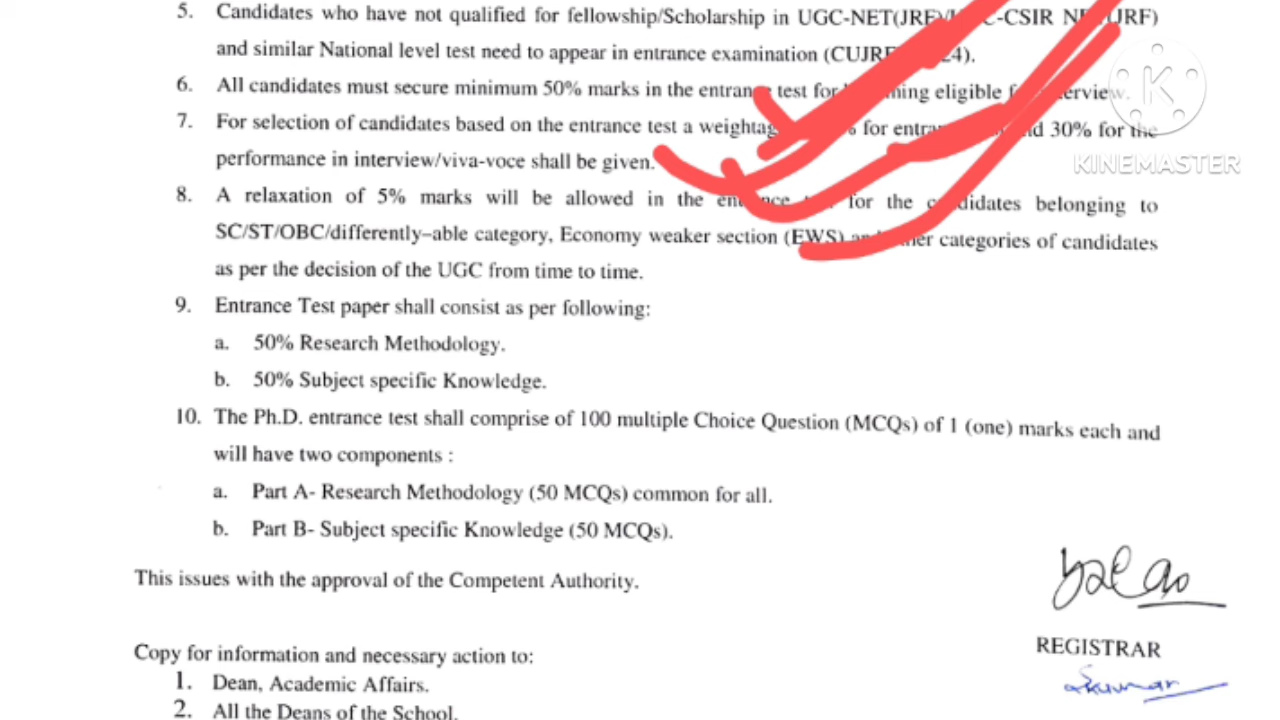 5. Candidates who have not qualified for fellowship/Scholarship in UGC-NET(JRF) -CSIR JRF)
and similar National level test need to appear in entrance examination
6. All candidates must secure minimum 50% marks in the entrance test for eligible
7. For selection of candidates based on the entrance test a weightage for 30% for the
performance in interview/viva-voce shall be given.
KINEMASTER
8. A relaxation of 5% marks will be allowed in the entrance for the candidates belonging to
SC/ST/OBC/differently–able category, Economy weaker section (EWS) and categories of candidates
as per the decision of the UGC from time to time.
9. Entrance Test paper shall consist as per following:
a. 50% Research Methodology.
b. 50% Subject specific Knowledge.
10. The Ph.D. entrance test shall comprise of 100 multiple Choice Question (MCQs) of 1 (one) marks each and
will have two components :
a. Part A- Research Methodology (50 MCQs) common for all.
b. Part B- Subject specific Knowledge (50 MCQs).
This issues with the approval of the Competent Authority.
REGISTRAR
Copy for information and necessary action to:
1. Dean, Academic Affairs.
2. All the Deans of the School.